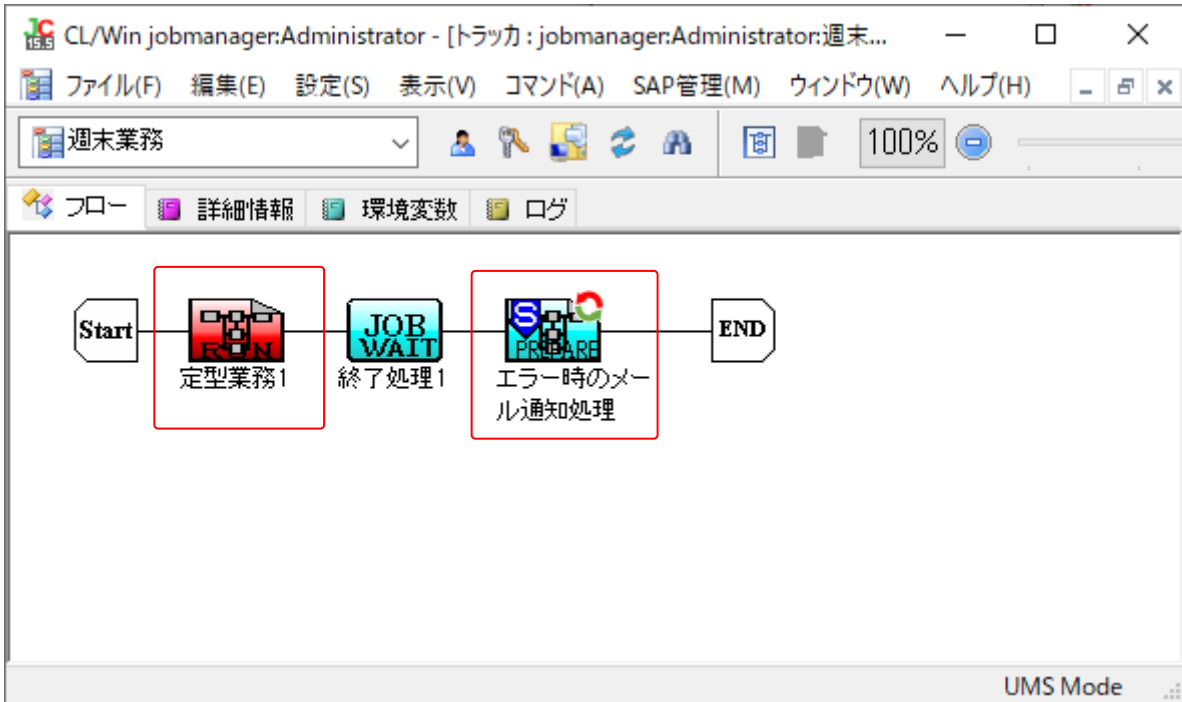 JC
15.5
CL/Win jobmanager:Administrator - [トラッカ : jobmanager:Administrator:週末...
ファイル(F) 編集(E) 設定(S) 表示(V) コマンド(A) SAP管理(M) ウィンドウ(W) ヘルプ(H)
週末業務
100%
フロー 詳細情報 環境変数 ログ
Start
RUN
定型業務1
JOB
WAIT
終了処理1
S
PREPARE
エラー時のメー
ル通知処理
END
UMS Mode